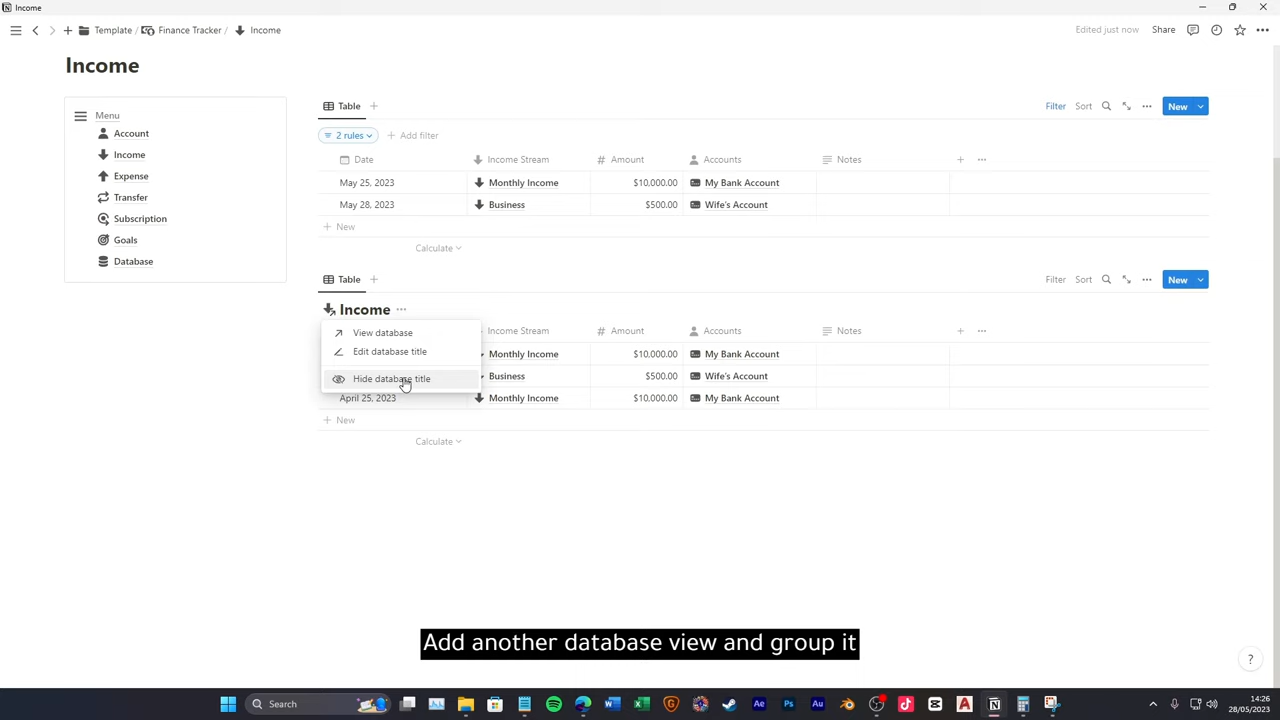 Income
Template / Finance Tracker / Income
Edited just now Share
Income
Menu
Account
Income
Expense
Transfer
Subscription
Goals
Database
Table
Filter Sort New
2 rules Add filter
Date Income Stream Amount Accounts Notes
May 25, 2023 Monthly Income $10,000.00 My Bank Account
May 28, 2023 Business $500.00 Wife's Account
New
Calculate
Table
Filter Sort New
Income
View database
Edit database title
Hide database title
Income Stream Amount Accounts Notes
Monthly Income $10,000.00 My Bank Account
Business $500.00 Wife's Account
April 25, 2023 Monthly Income $10,000.00 My Bank Account
New
Calculate
Add another database view and group it
?
Search
14:26
28/05/2023